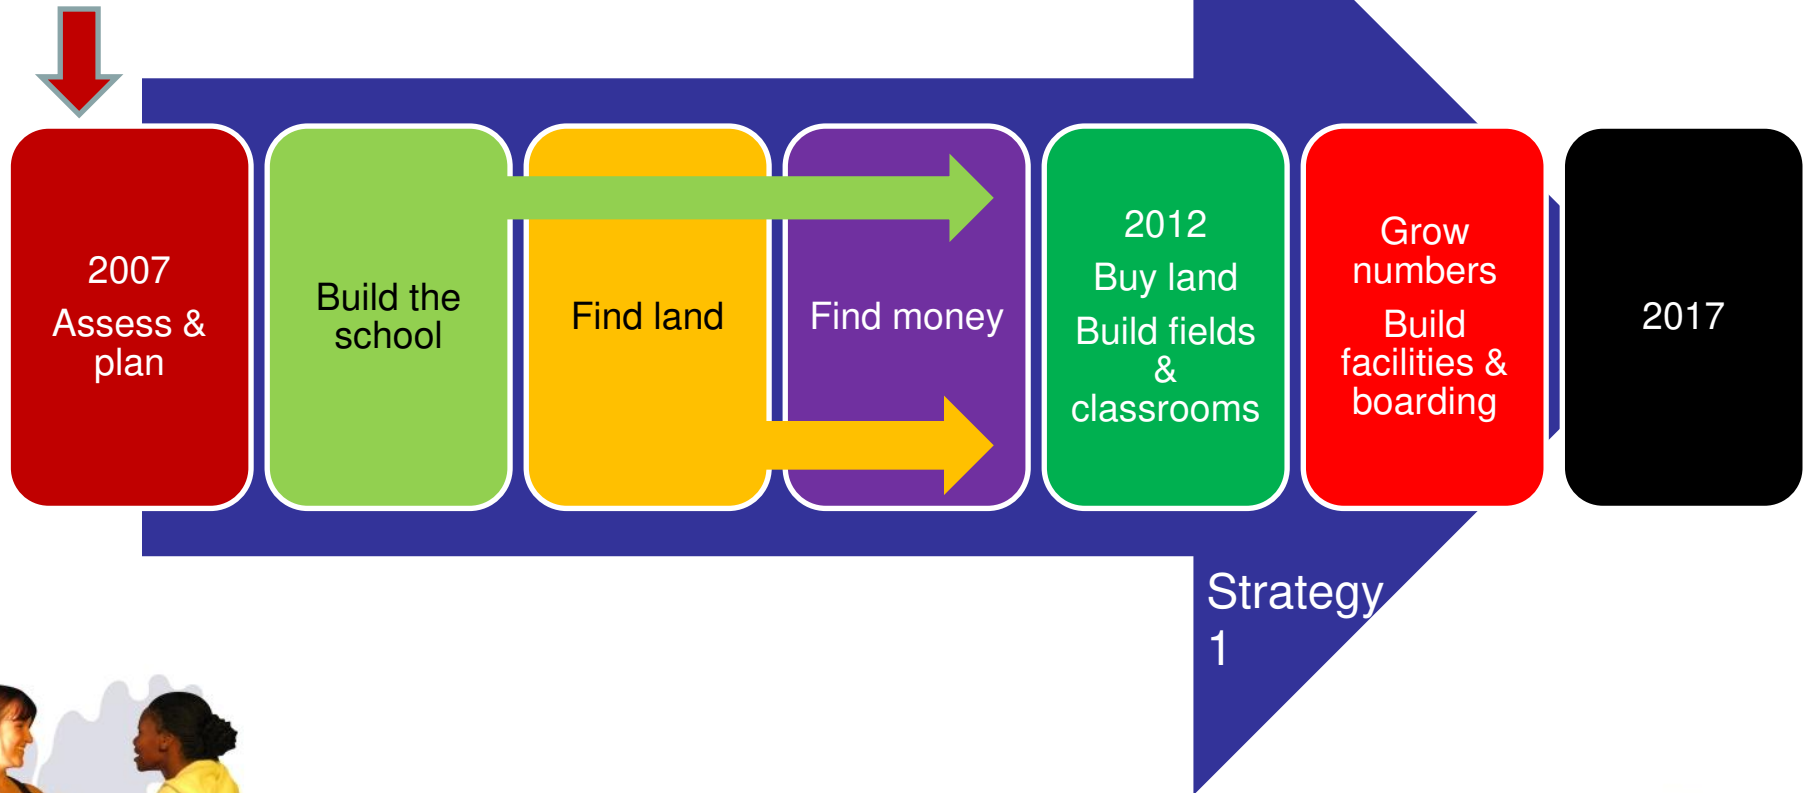 2007
Assess &
plan
Build the
school
Find land
Find money
2012
Buy land
Build fields
&
classrooms
Grow
numbers
Build
facilities &
boarding
2017
Strategy
1